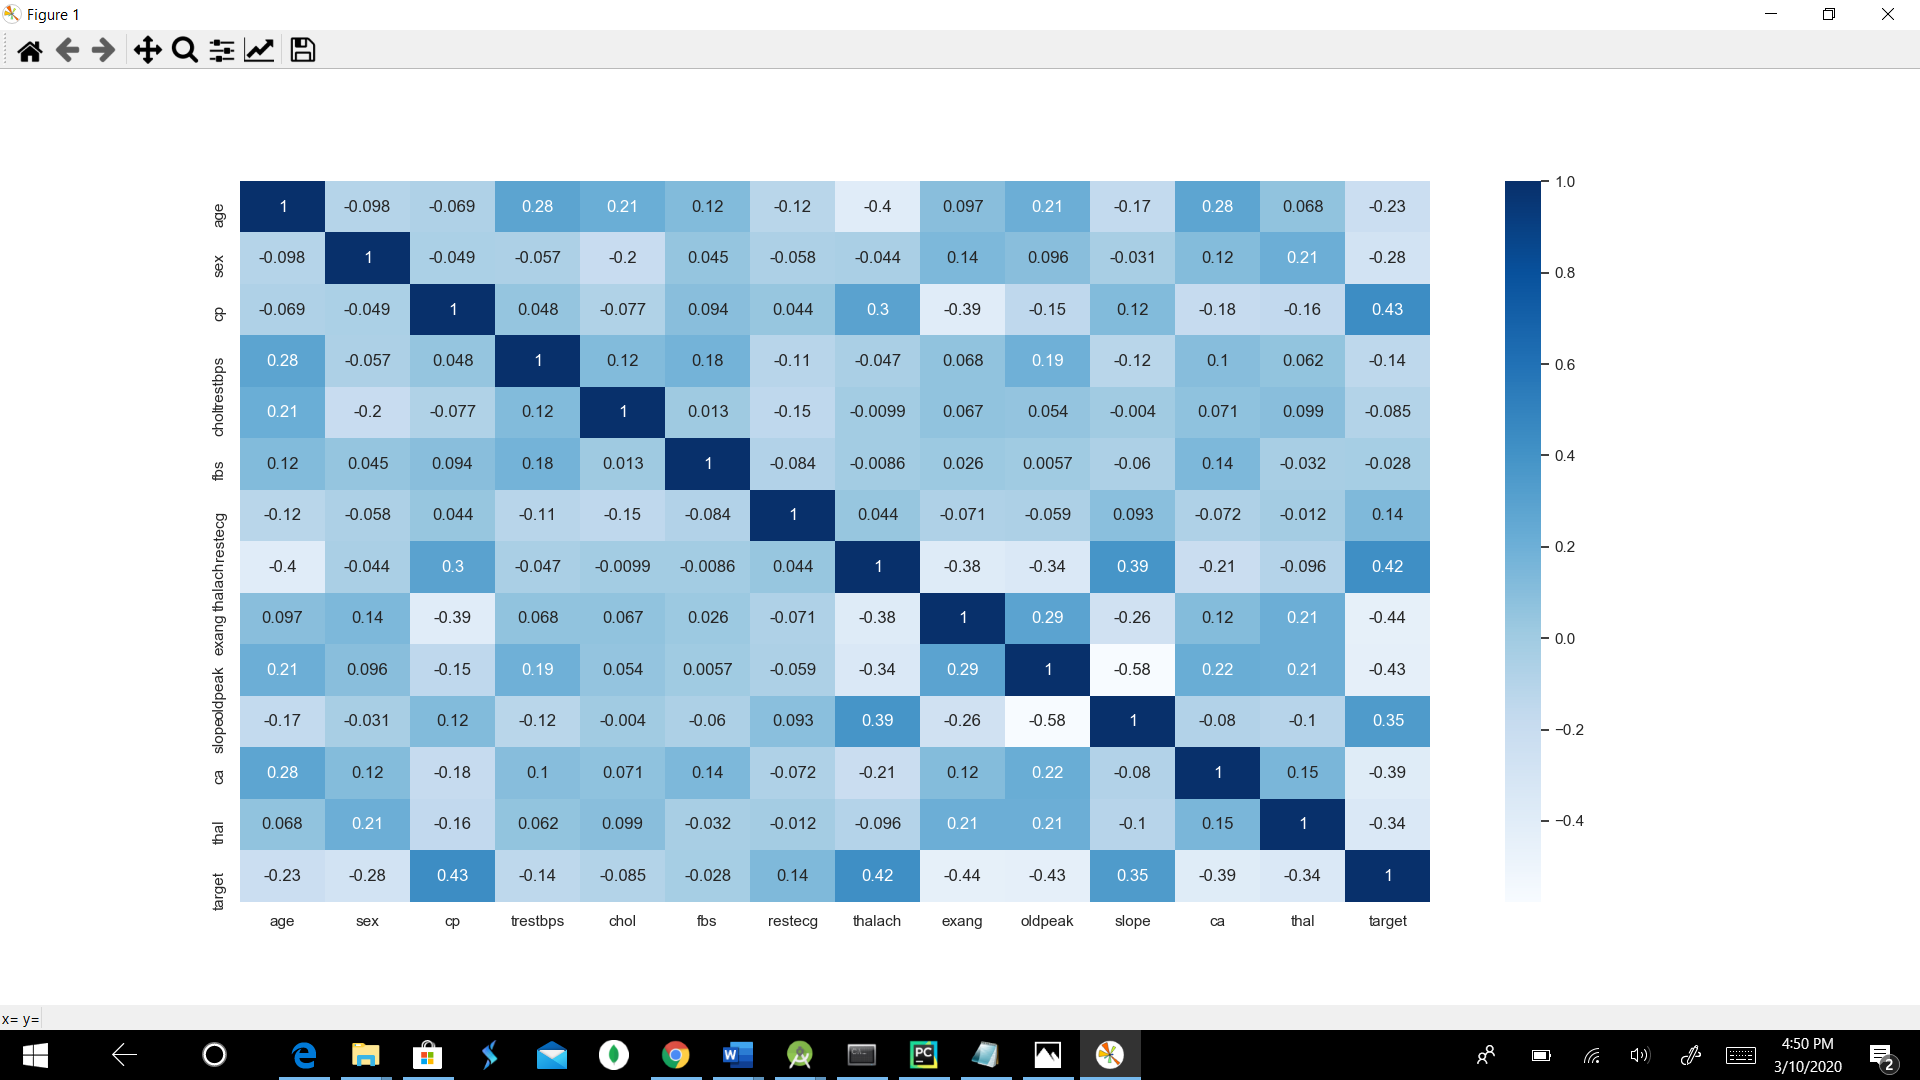 Figure 1
age 1 -0.098 -0.069 0.28 0.21 0.12 -0.12 -0.4 0.097 0.21 -0.17 0.28 0.068 -0.23
sex -0.098 1 -0.049 -0.057 -0.2 0.045 -0.058 -0.044 0.14 0.096 -0.031 0.12 0.21 -0.28
cp -0.069 -0.049 1 0.048 -0.077 0.094 0.044 0.3 -0.39 -0.15 0.12 -0.18 -0.16 0.43
trestbps 0.28 -0.057 0.048 1 0.12 0.18 -0.11 -0.047 0.068 0.19 -0.12 0.1 0.062 -0.14
chol 0.21 -0.2 -0.077 0.12 1 0.013 -0.15 -0.0099 0.067 0.054 -0.004 0.071 0.099 -0.085
fbs 0.12 0.045 0.094 0.18 0.013 1 -0.084 -0.0086 0.026 0.0057 -0.06 0.14 -0.032 -0.028
restecg -0.12 -0.058 0.044 -0.11 -0.15 -0.084 1 0.044 -0.071 -0.059 0.093 -0.072 -0.012 0.14
thalach -0.4 -0.044 0.3 -0.047 -0.0099 -0.0086 0.044 1 -0.38 -0.34 0.39 -0.21 -0.096 0.42
exang 0.097 0.14 -0.39 0.068 0.067 0.026 -0.071 -0.38 1 0.29 -0.26 0.12 0.21 -0.44
oldpeak 0.21 0.096 -0.15 0.19 0.054 0.0057 -0.059 -0.34 0.29 1 -0.58 0.22 0.21 -0.43
slope -0.17 -0.031 0.12 -0.12 -0.004 -0.06 0.093 0.39 -0.26 -0.58 1 -0.08 -0.1 0.35
ca 0.28 0.12 -0.18 0.1 0.071 0.14 -0.072 -0.21 0.12 0.22 -0.08 1 0.15 -0.39
thal 0.068 0.21 -0.16 0.062 0.099 -0.032 -0.012 -0.096 0.21 0.21 -0.1 0.15 1 -0.34
target -0.23 -0.28 0.43 -0.14 -0.085 -0.028 0.14 0.42 -0.44 -0.43 0.35 -0.39 -0.34 1
age sex cp trestbps chol fbs restecg thalach exang oldpeak slope ca thal target
1.0
0.8
0.6
0.4
0.2
0.0
−0.2
−0.4
x= y=
4:50 PM
3/10/2020
2
W
PC
C:\